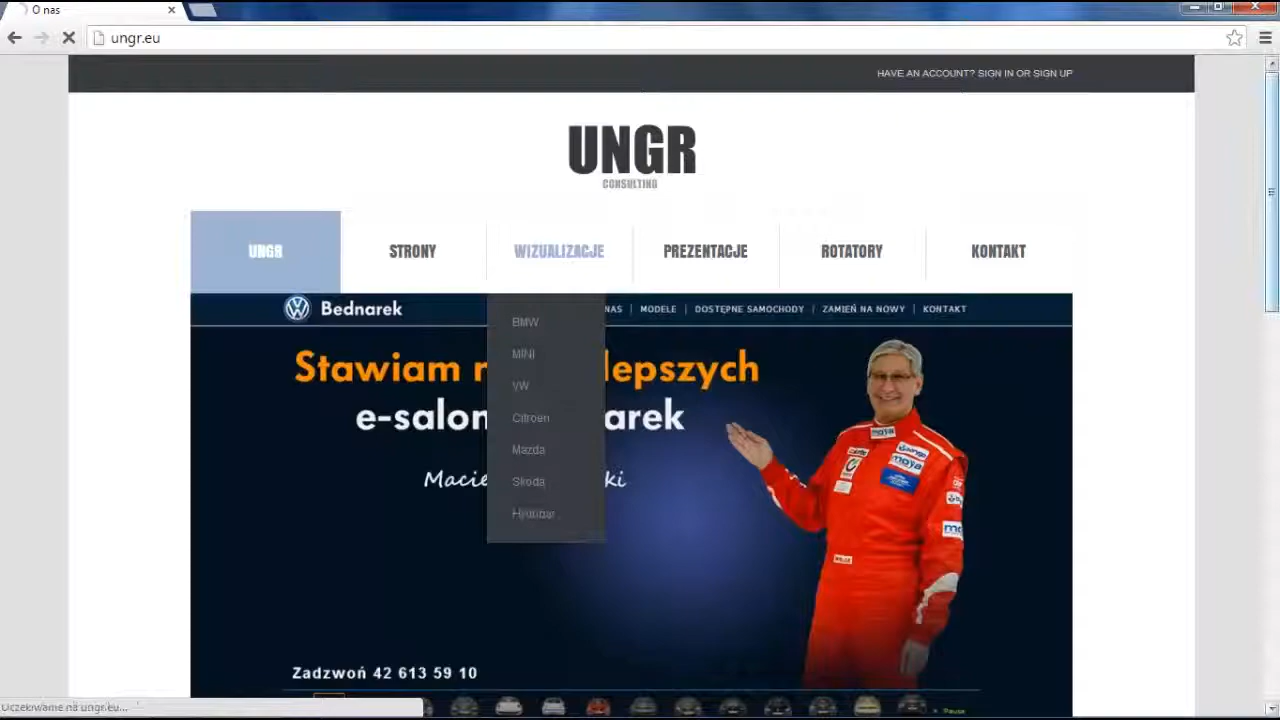 O nas
ungr.eu
HAVE AN ACCOUNT? SIGN IN OR SIGN UP
UNGR
CONSULTING
UNGR STRONY WIZUALIZACJE PREZENTACJE ROTATORY KONTAKT
Bednarek NAS | MODELE | DOSTĘPNE SAMOCHODY | ZAMIEŃ NA NOWY | KONTAKT
BMW
MINI
VW
Citroen
Mazda
Skoda
Hyundai
Stawiam n lepszych
e-salon arek
Macie ki
Zadzwoń 42 613 59 10
Oczekiwanie na ungr.eu...
Pause